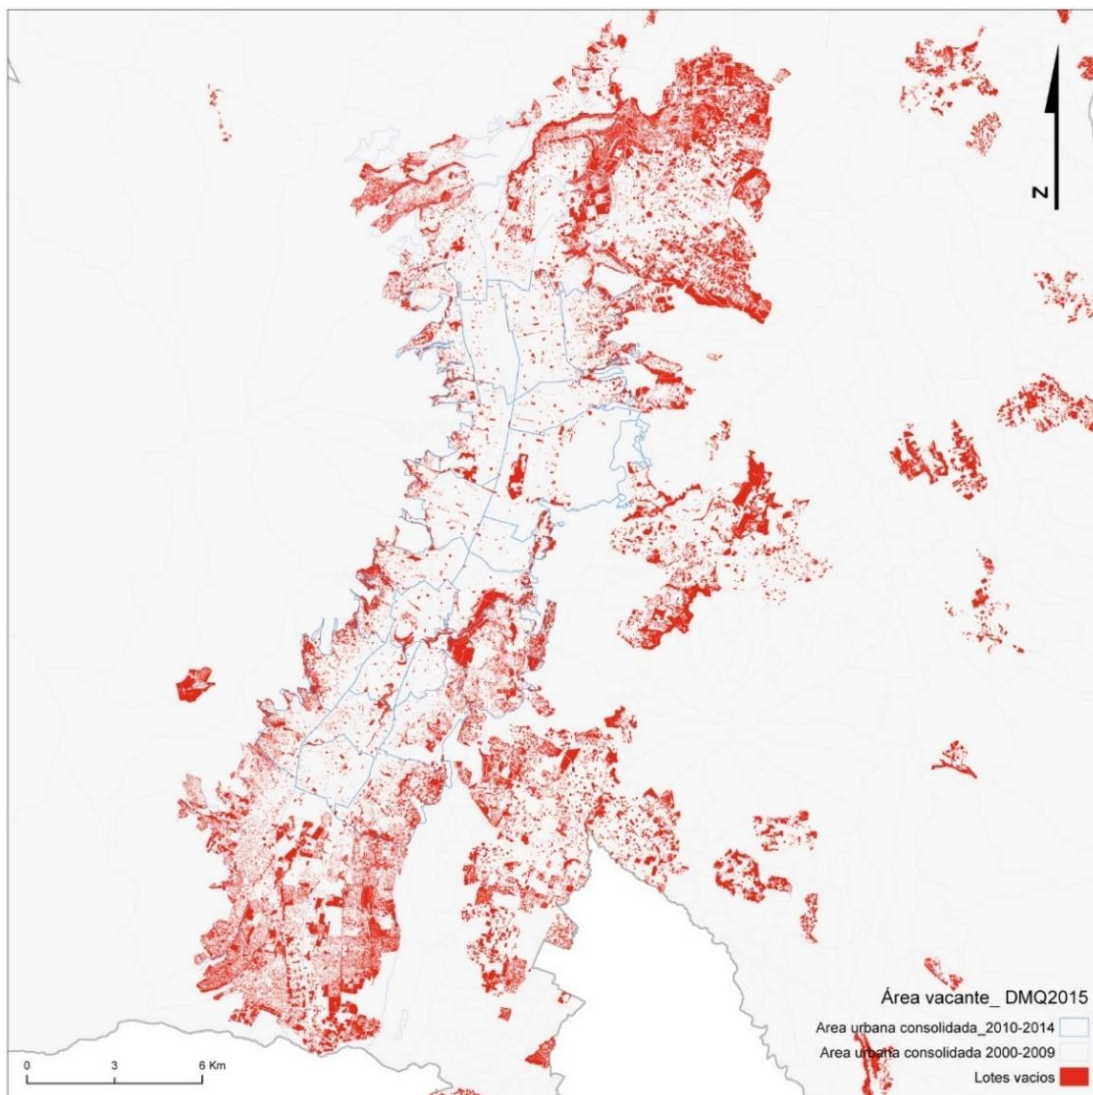 N
Área vacante_ DMQ2015
Area urbana consolidada_2010-2014
Area urbana consolidada 2000-2009
Lotes vacios
0 3 6 Km